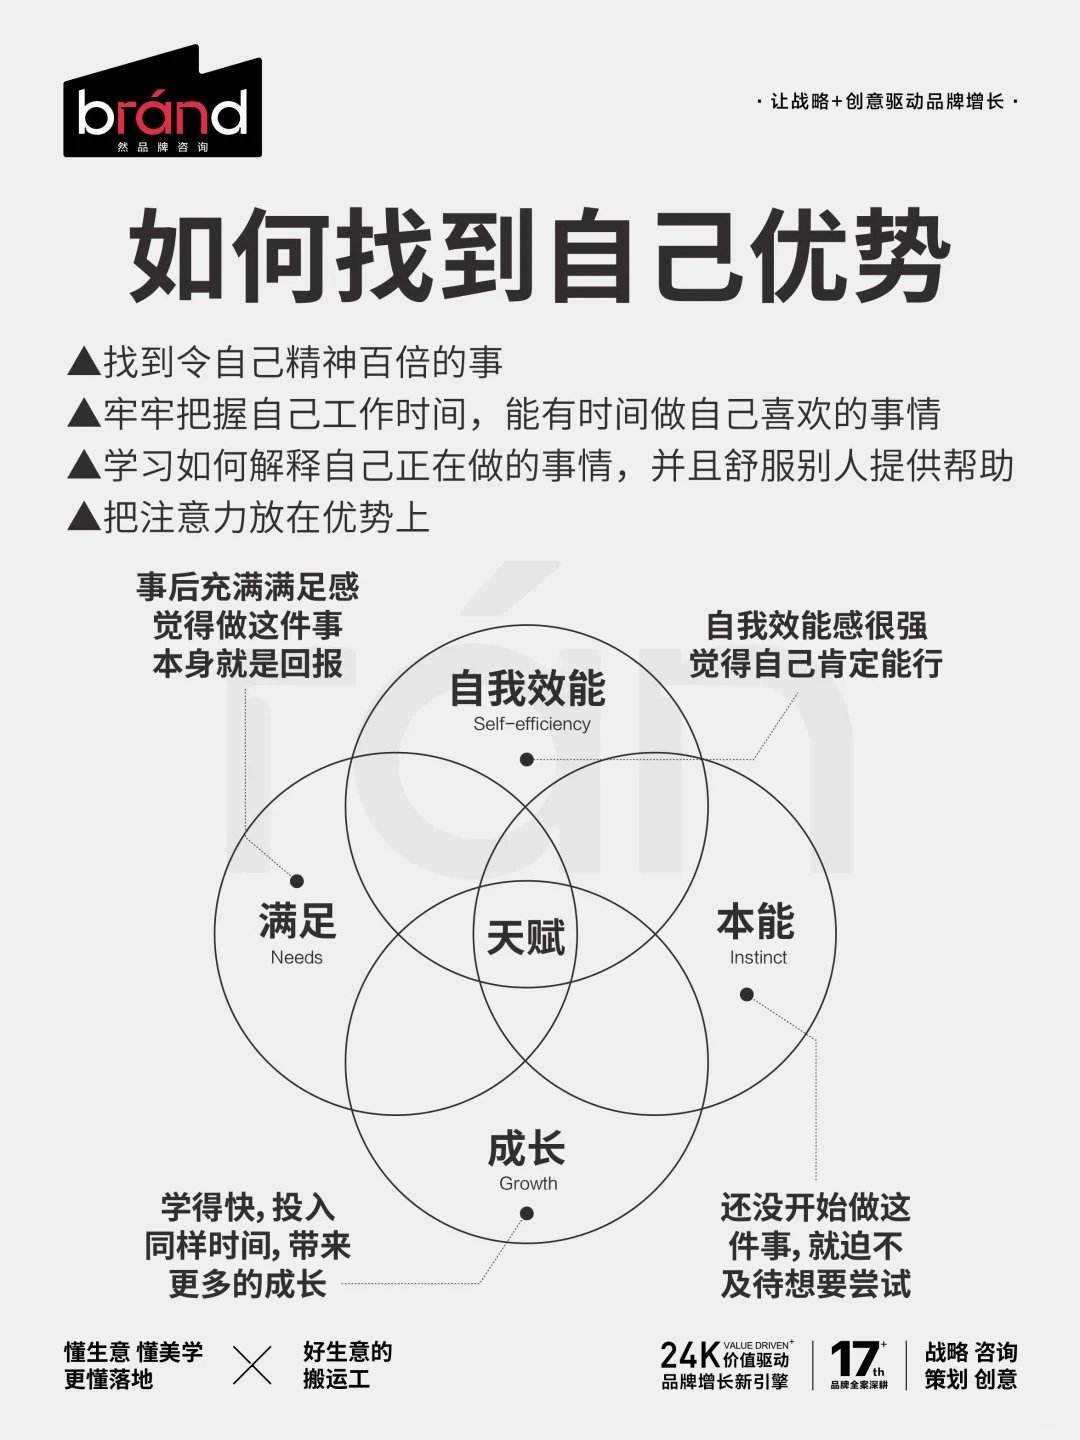 bránd
然品牌咨询
·让战略+创意驱动品牌增长·
如何找到自己优势
▲找到令自己精神百倍的事
▲牢牢把握自己工作时间，能有时间做自己喜欢的事情
▲学习如何解释自己正在做的事情，并且舒服别人提供帮助
▲把注意力放在优势上
事后充满满足感
觉得做这件事
本身就是回报
自我效能感很强
觉得自己肯定能行
rán
自我效能
Self-efficiency
满足
Needs
天赋
本能
Instinct
成长
Growth
学得快，投入
同样时间，带来
更多的成长
还没开始做这
件事，就迫不
及待想要尝试
懂生意 懂美学
更懂落地
好生意的
搬运工
24K VALUE DRIVEN+
价值驱动
品牌增长新引擎
17+th
品牌全案深耕
战略 咨询
策划 创意